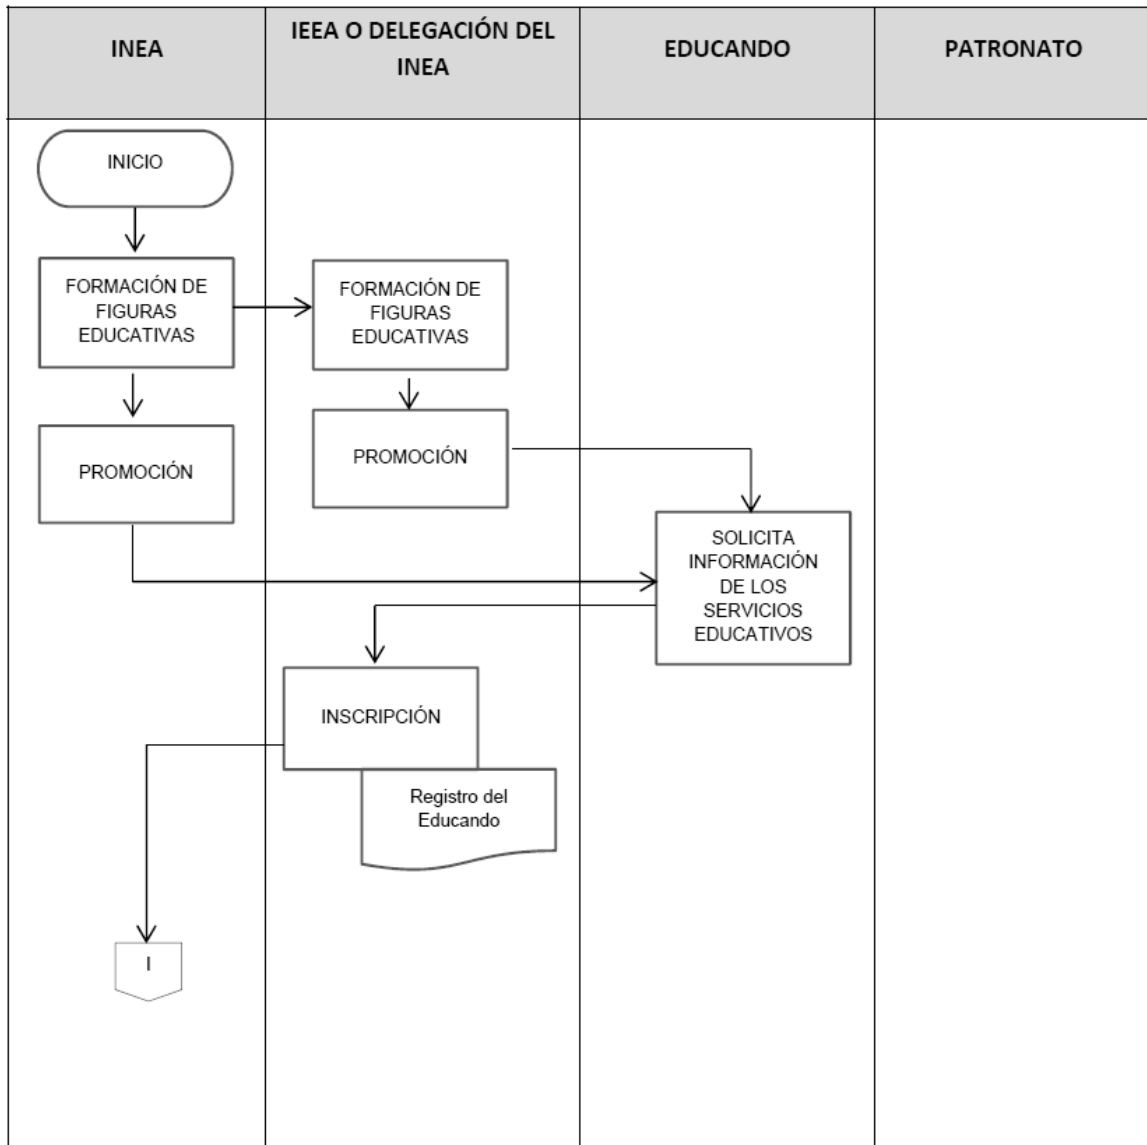 INEA
IEEA O DELEGACIÓN DEL
INEA
EDUCANDO
PATRONATO
INICIO
FORMACIÓN DE
FIGURAS
EDUCATIVAS
FORMACIÓN DE
FIGURAS
EDUCATIVAS
PROMOCIÓN
PROMOCIÓN
SOLICITA
INFORMACIÓN
DE LOS
SERVICIOS
EDUCATIVOS
INSCRIPCIÓN
Registro del
Educando
I